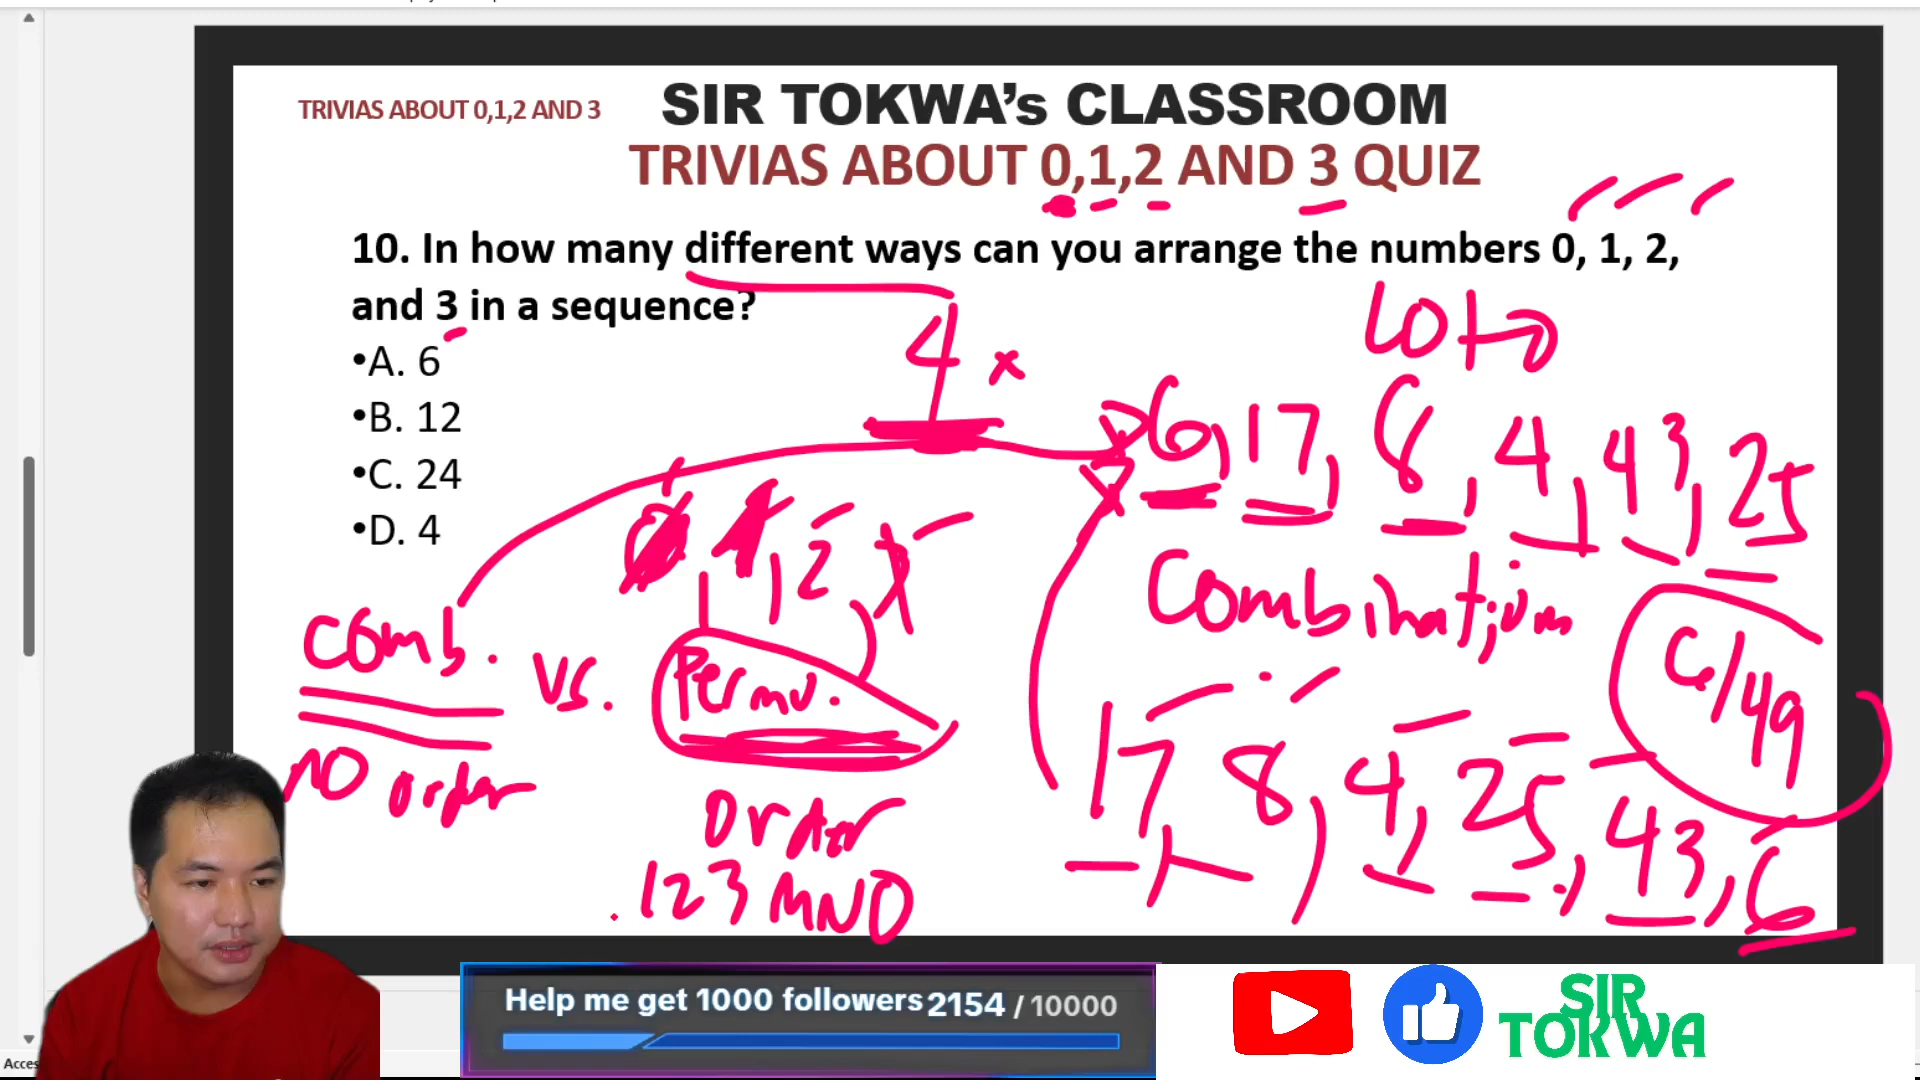 TRIVIAS ABOUT 0,1,2 AND 3
SIR TOKWA's CLASSROOM
TRIVIAS ABOUT 0,1,2 AND 3 QUIZ
10. In how many different ways can you arrange the numbers 0, 1, 2,
and 3 in a sequence?
•A. 6
•B. 12
•C. 24
•D. 4
4 x
Lotto
6, 17, 8, 4, 43, 25
2
Combination
6/49
Comb. vs. Permu.
no order
order
.123 MNO
17, 8, 4, 25, 43, 6
Help me get 1000 followers 2154 / 10000
SIR
TOKWA